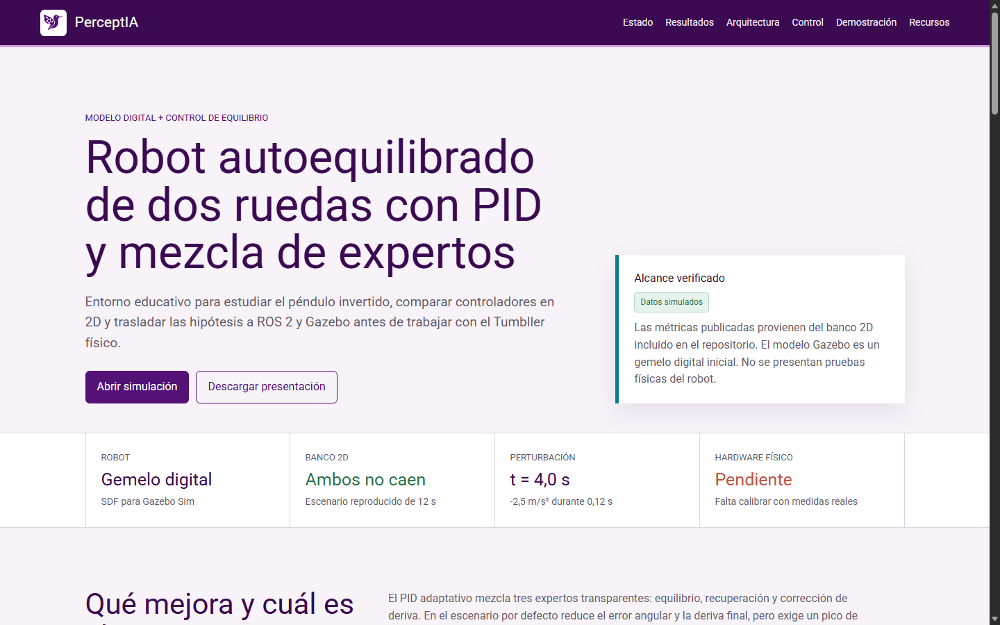 PerceptIA
Estado Resultados Arquitectura Control Demostración Recursos
MODELO DIGITAL + CONTROL DE EQUILIBRIO
Robot autoequilibrado
de dos ruedas con PID
y mezcla de expertos
Entorno educativo para estudiar el péndulo invertido, comparar controladores en
2D y trasladar las hipótesis a ROS 2 y Gazebo antes de trabajar con el Tumbller
físico.
Abrir simulación Descargar presentación
Alcance verificado
Datos simulados
Las métricas publicadas provienen del banco 2D
incluido en el repositorio. El modelo Gazebo es un
gemelo digital inicial. No se presentan pruebas
físicas del robot.
ROBOT
Gemelo digital
SDF para Gazebo Sim
BANCO 2D
Ambos no caen
Escenario reproducido de 12 s
PERTURBACIÓN
t = 4,0 s
-2,5 m/s² durante 0,12 s
HARDWARE FÍSICO
Pendiente
Falta calibrar con medidas reales
Qué mejora y cuál es
El PID adaptativo mezcla tres expertos transparentes: equilibrio, recuperación y corrección de
deriva. En el escenario por defecto reduce el error angular y la deriva final, pero exige un pico de